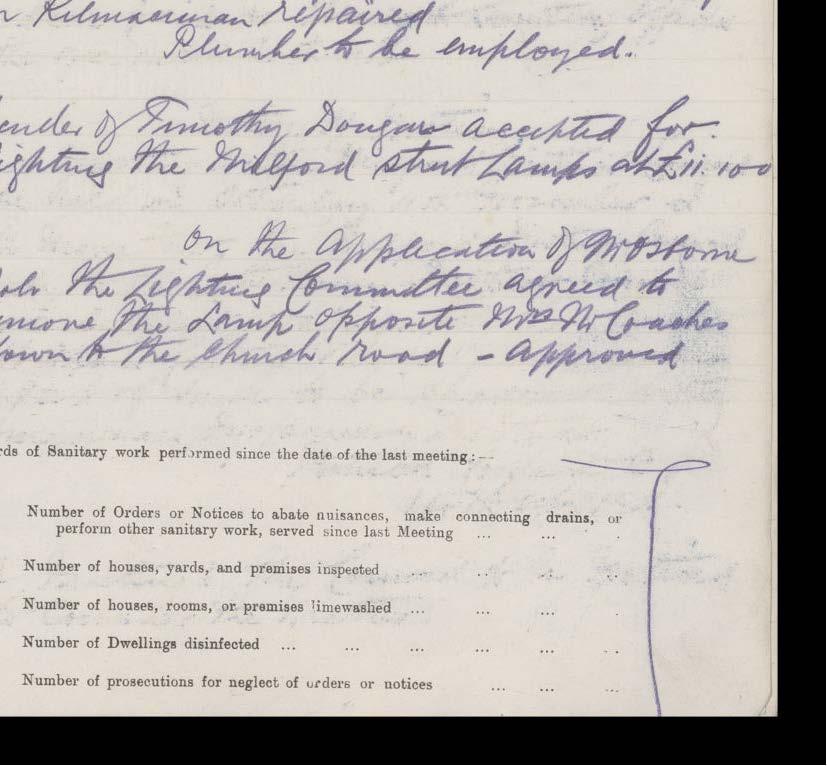 Kilmacrenan repaired
Plumber to be employed.
ender of Timothy Dougan accepted for
ighting the Milford street Lamps at £11.10.0
on the Application of Mr Osborne
the Lighting Committee agreed to
emove the Lamp opposite Mrs
down to the Church road - approved
rds of Sanitary work performed since the date of the last meeting:—
Number of Orders or Notices to abate nuisances, make connecting drains, or
perform other sanitary work, served since last Meeting ... ... .
Number of houses, yards, and premises inspected .. ... .
Number of houses, rooms, or premises limewashed ... ... ... .
Number of Dwellings disinfected ... ... ... ... ... . .
Number of prosecutions for neglect of orders or notices ... ... ...